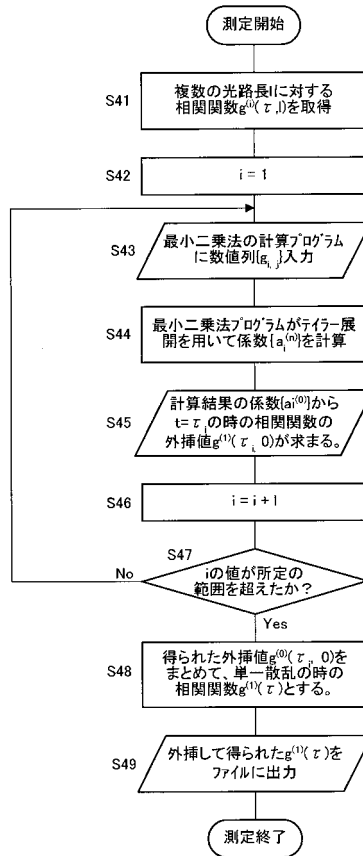 測定開始
S41
複数の光路長lに対する
相関関数g⁽ⁱ⁾(τ,l)を取得
S42
i = 1
S43
最小二乗法の計算プログラム
に数値列{gᵢ, ⱼ}入力
S44
最小二乗法プログラムがテイラー展
開を用いて係数{aᵢ⁽ⁿ⁾}を計算
S45
計算結果の係数{ai⁽⁰⁾}から
t=τᵢの時の相関関数の
外挿値g⁽¹⁾(τᵢ, 0)が求まる。
S46
i = i + 1
S47
No
iの値が所定の
範囲を超えたか？
Yes
S48
得られた外挿値g⁽⁰⁾(τᵢ, 0)を
まとめて、単一散乱の時の
相関関数g⁽¹⁾(τ)とする。
S49
外挿して得られたg⁽¹⁾(τ)を
ファイルに出力
測定終了